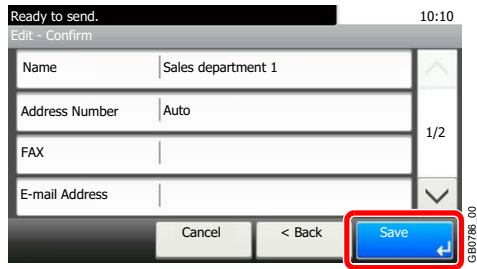 Ready to send. 10:10
Edit - Confirm
Name Sales department 1
Address Number Auto
1/2
FAX
E-mail Address
Cancel < Back Save
GB0786_00